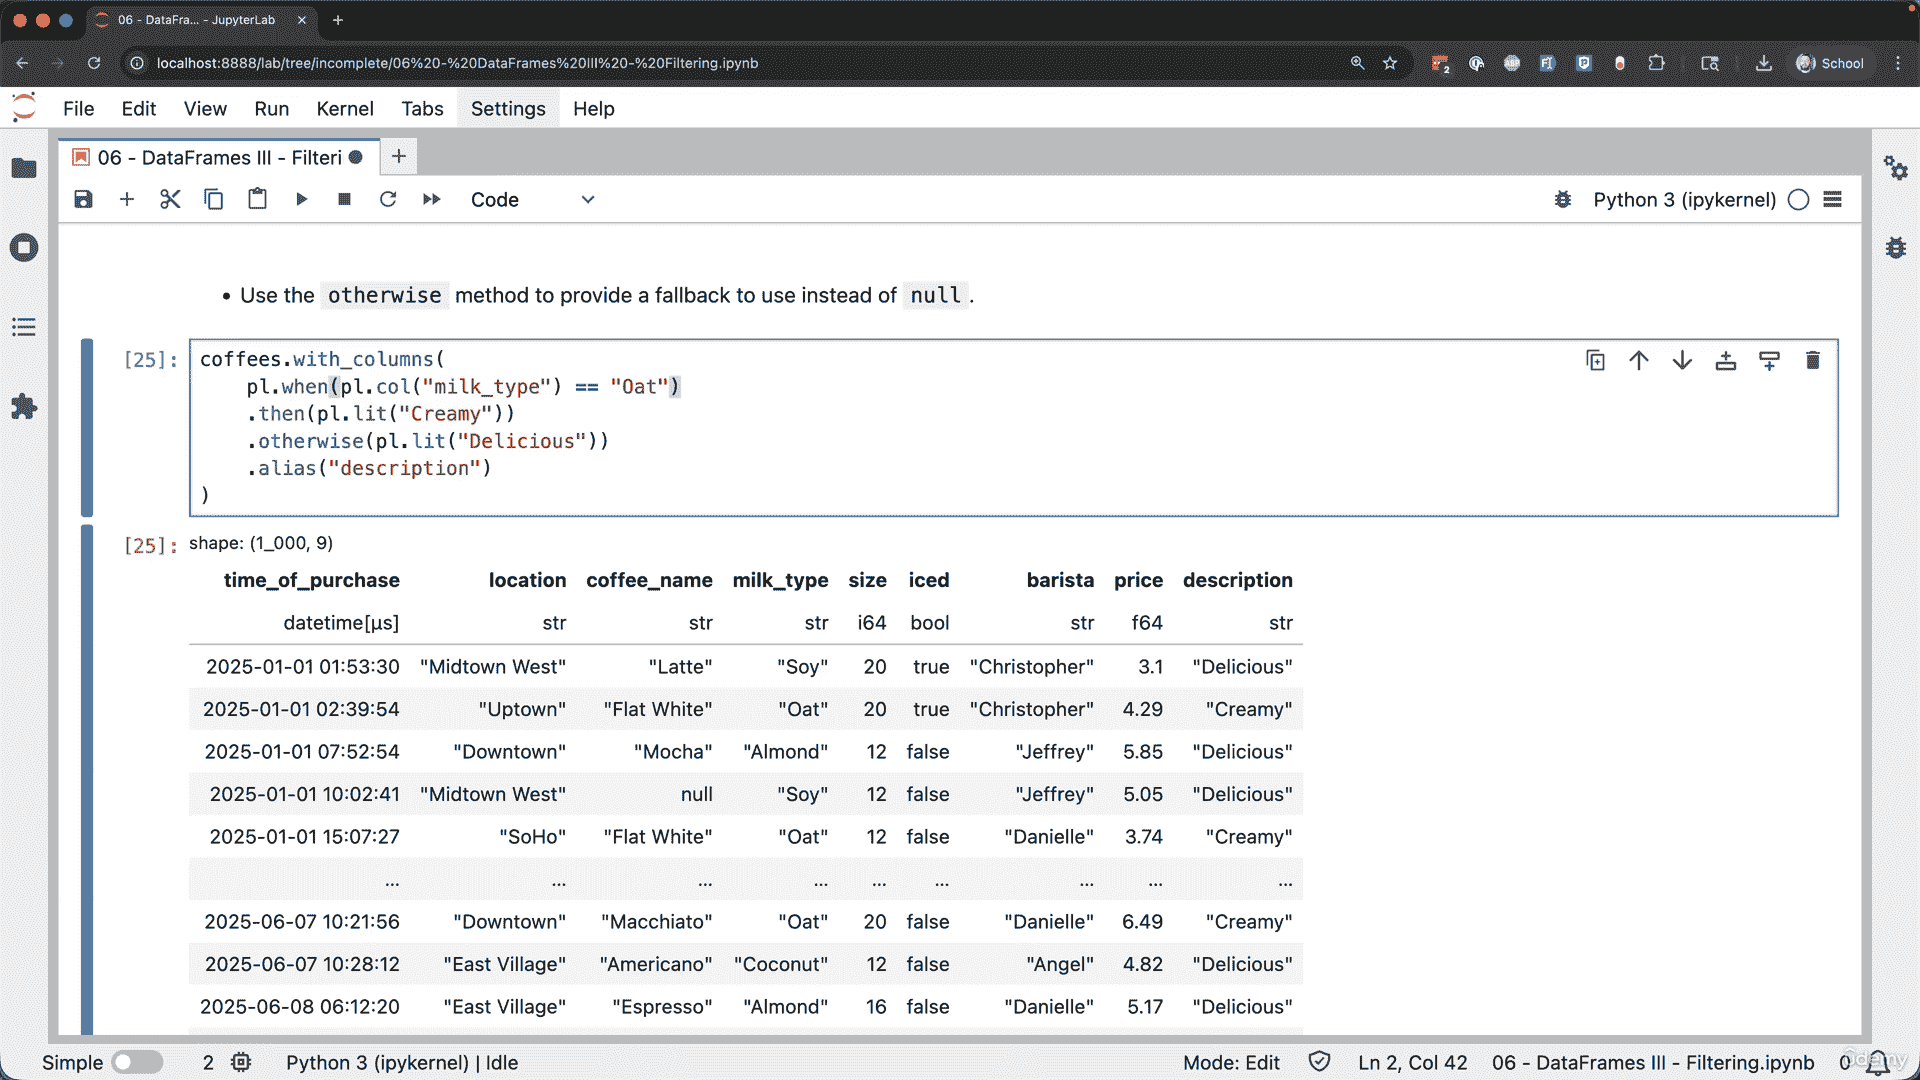 06 - DataFra... - JupyterLab
localhost:8888/lab/tree/incomplete/06%20-%20DataFrames%20III%20-%20Filtering.ipynb
2
School
File Edit View Run Kernel Tabs Settings Help
06 - DataFrames III - Filteri
Code
Python 3 (ipykernel)
• Use the otherwise method to provide a fallback to use instead of null.
[25]:
coffees.with_columns(
    pl.when(pl.col("milk_type") == "Oat")
    .then(pl.lit("Creamy"))
    .otherwise(pl.lit("Delicious"))
    .alias("description")
)
[25]: shape: (1_000, 9)
time_of_purchase location coffee_name milk_type size iced barista price description
datetime[μs] str str str i64 bool str f64 str
2025-01-01 01:53:30 "Midtown West" "Latte" "Soy" 20 true "Christopher" 3.1 "Delicious"
2025-01-01 02:39:54 "Uptown" "Flat White" "Oat" 20 true "Christopher" 4.29 "Creamy"
2025-01-01 07:52:54 "Downtown" "Mocha" "Almond" 12 false "Jeffrey" 5.85 "Delicious"
2025-01-01 10:02:41 "Midtown West" null "Soy" 12 false "Jeffrey" 5.05 "Delicious"
2025-01-01 15:07:27 "SoHo" "Flat White" "Oat" 12 false "Danielle" 3.74 "Creamy"
... ... ... ... ... ... ... ... ...
2025-06-07 10:21:56 "Downtown" "Macchiato" "Oat" 20 false "Danielle" 6.49 "Creamy"
2025-06-07 10:28:12 "East Village" "Americano" "Coconut" 12 false "Angel" 4.82 "Delicious"
2025-06-08 06:12:20 "East Village" "Espresso" "Almond" 16 false "Danielle" 5.17 "Delicious"
Simple 2 Python 3 (ipykernel) | Idle Mode: Edit Ln 2, Col 42 06 - DataFrames III - Filtering.ipynb 0
udemy